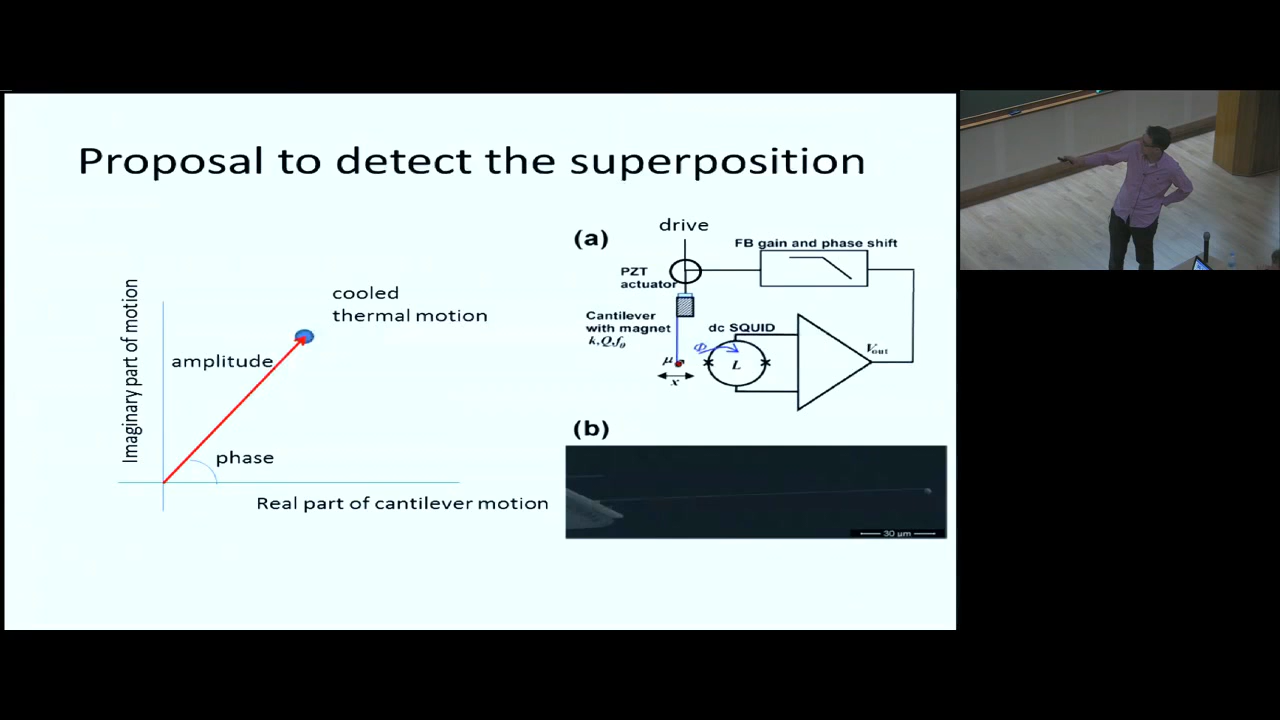 Proposal to detect the superposition
Imaginary part of motion
cooled
thermal motion
amplitude
phase
Real part of cantilever motion
(a)
drive
FB gain and phase shift
PZT
actuator
Cantilever
with magnet
k,Q,f₀
dc SQUID
Φ
μ
L
Vout
x
(b)
30 μm